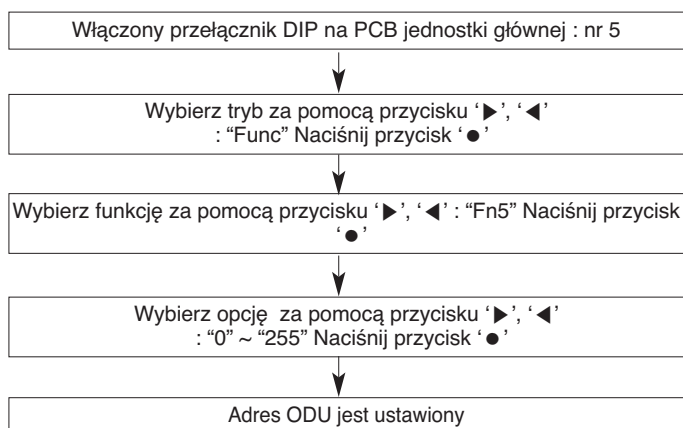 Włączony przełącznik DIP na PCB jednostki głównej : nr 5
Wybierz tryb za pomocą przycisku ‘▶’, ‘◀’
: “Func” Naciśnij przycisk ‘●’
Wybierz funkcję za pomocą przycisku ‘▶’, ‘◀’ : “Fn5” Naciśnij przycisk
‘●’
Wybierz opcję za pomocą przycisku ‘▶’, ‘◀’
: “0” ~ “255” Naciśnij przycisk ‘●’
Adres ODU jest ustawiony